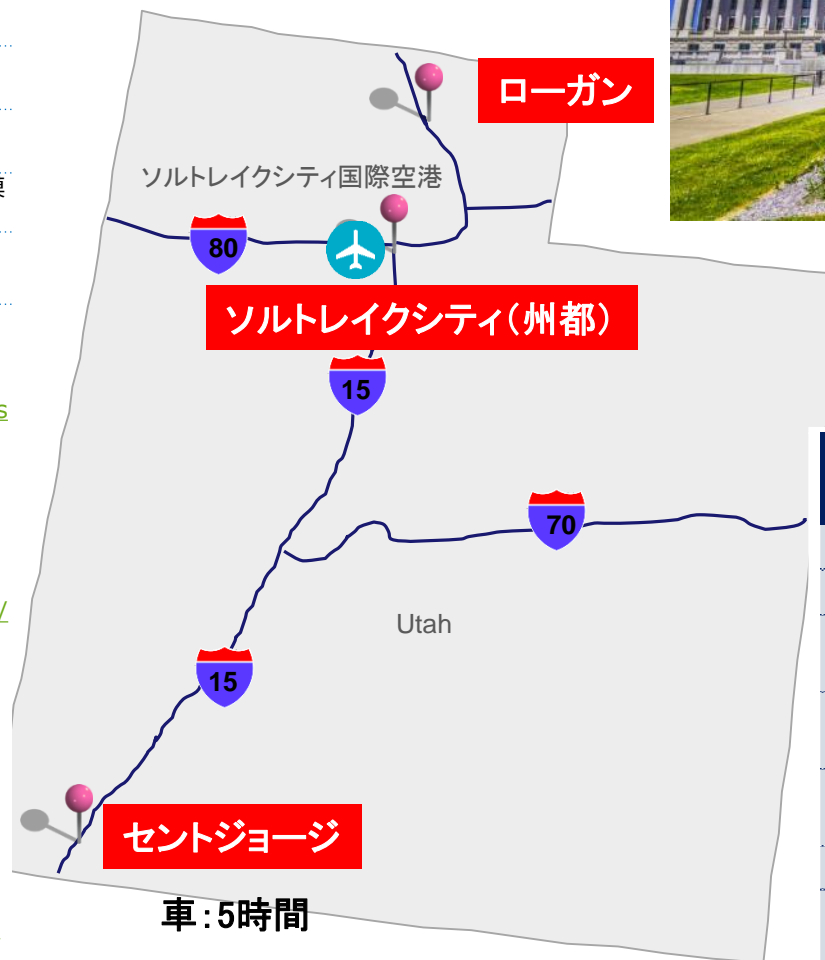 ローガン
ソルトレイクシティ国際空港
80
ソルトレイクシティ(州都)
15
s
70
/
Utah
15
セントジョージ
車:5時間